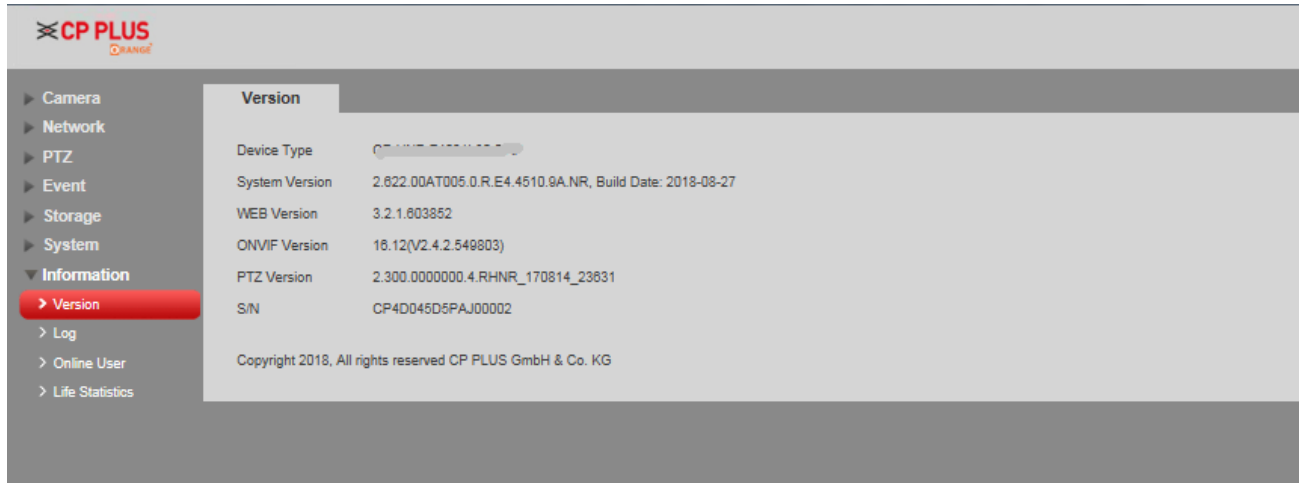 CP PLUS
ORANGE
Camera
Network
PTZ
Event
Storage
System
Information
Version
Log
Online User
Life Statistics
Version
Device Type
System Version 2.622.00AT005.0.R.E4.4510.9A.NR, Build Date: 2018-08-27
WEB Version 3.2.1.603852
ONVIF Version 16.12(V2.4.2.549803)
PTZ Version 2.300.0000000.4.RHNR_170814_23631
S/N CP4D045D5PAJ00002
Copyright 2018, All rights reserved CP PLUS GmbH & Co. KG